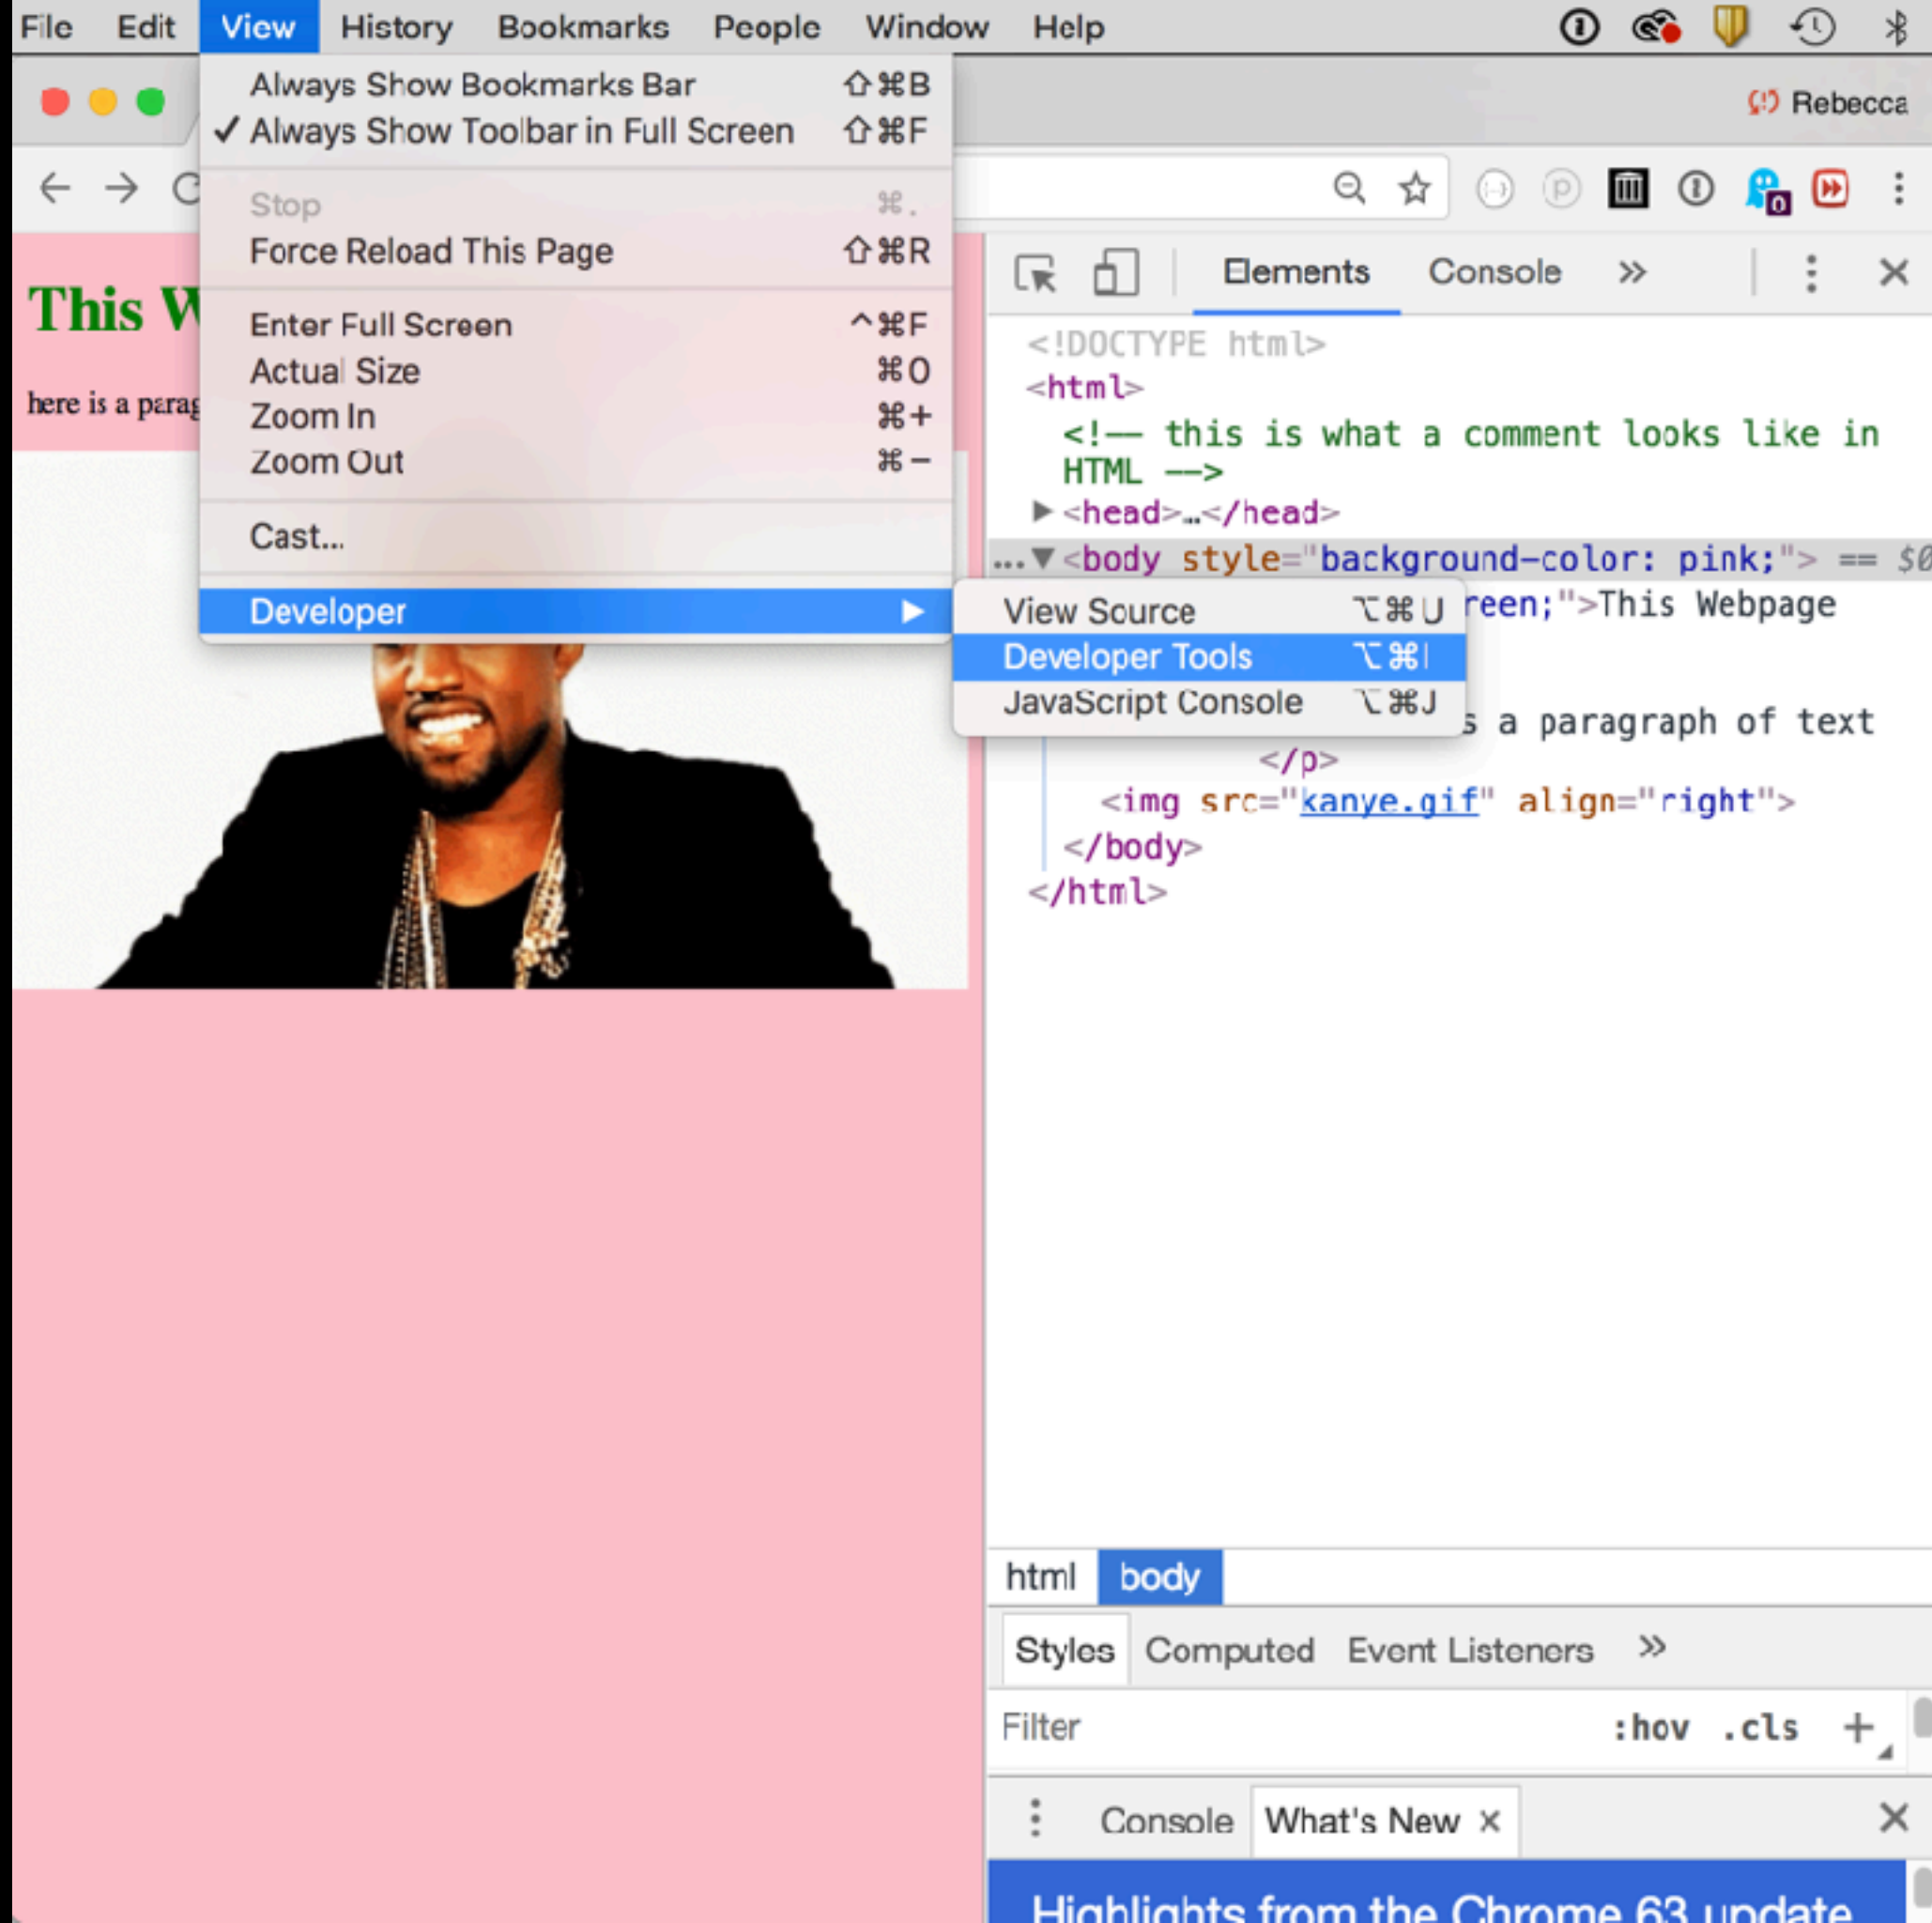 File Edit View History Bookmarks People Window Help
Rebecca
Always Show Bookmarks Bar ⇧⌘B
✓ Always Show Toolbar in Full Screen ⇧⌘F
Stop ⌘.
Force Reload This Page ⇧⌘R
Enter Full Screen ^⌘F
Actual Size ⌘0
Zoom In ⌘+
Zoom Out ⌘−
Cast...
Developer ▶
View Source ⌥⌘U
Developer Tools ⌥⌘I
JavaScript Console ⌥⌘J
This W
here is a parag
0
Elements Console »
<!DOCTYPE html>
<html>
<!-- this is what a comment looks like in
HTML -->
▶<head>…</head>
…▼<body style="background-color: pink;"> == $0
reen;">This Webpage
s a paragraph of text
</p>
<img src="kanye.gif" align="right">
</body>
</html>
html body
Styles Computed Event Listeners »
Filter :hov .cls +
Console What's New ×
Highlights from the Chrome 63 update